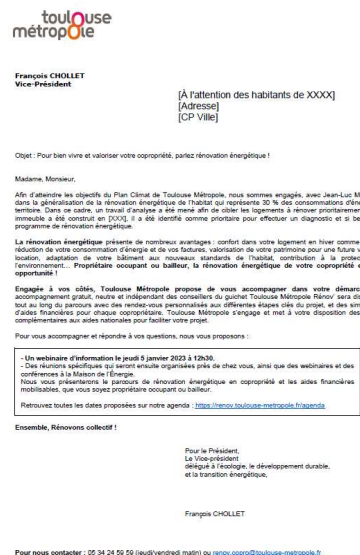 toulouse
métropole
François CHOLLET
Vice-Président
[À l'attention des habitants de XXXX]
[Adresse]
[CP Ville]
Objet : Pour bien vivre et valoriser votre copropriété, parlez rénovation énergétique !
Madame, Monsieur,
Afin d'atteindre les objectifs du Plan Climat de Toulouse Métropole, nous sommes engagés, avec Jean-Luc M
dans la généralisation de la rénovation énergétique de l'habitat qui représente 30 % des consommations d'éne
territoire. Dans ce cadre, un travail d'analyse a été mené afin de cibler les logements à rénover prioritairemen
immeuble a été construit en [XXX], il a été identifié comme prioritaire pour effectuer un diagnostic et si be
programme de rénovation énergétique.
La rénovation énergétique présente de nombreux avantages : confort dans votre logement en hiver comme
réduction de votre consommation d'énergie et de vos factures, valorisation de votre patrimoine pour une future v
location, adaptation de votre bâtiment aux nouveaux standards de l'habitat, contribution à la protec
l'environnement... Propriétaire occupant ou bailleur, la rénovation énergétique de votre copropriété e
opportunité !
Engagée à vos côtés, Toulouse Métropole propose de vous accompagner dans votre démarc
accompagnement gratuit, neutre et indépendant des conseillers du guichet Toulouse Métropole Rénov' sera dis
tout au long du parcours avec des rendez-vous personnalisés aux différentes étapes clés du projet, et des sim
d'aides financières pour chaque copropriétaire. Toulouse Métropole s'engage et met à votre disposition des
complémentaires aux aides nationales pour faciliter votre projet.
Pour vous accompagner et répondre à vos questions, nous vous proposons :
- Un webinaire d'information le jeudi 5 janvier 2023 à 12h30.
- Des réunions spécifiques qui seront ensuite organisées près de chez vous, ainsi que des webinaires et des
conférences à la Maison de l'Énergie.
Nous vous présenterons le parcours de rénovation énergétique en copropriété et les aides financières
mobilisables, que vous soyez propriétaire occupant ou bailleur.
Retrouvez toutes les dates proposées sur notre agenda : https://renov.toulouse-metropole.fr/agenda
Ensemble, Rénovons collectif !
Pour le Président,
Le Vice-président
délégué à l'écologie, le développement durable,
et la transition énergétique,
François CHOLLET
Pour nous contacter : 05 34 24 59 59 (jeudi/vendredi matin) ou renov.copro@toulouse-metropole.fr